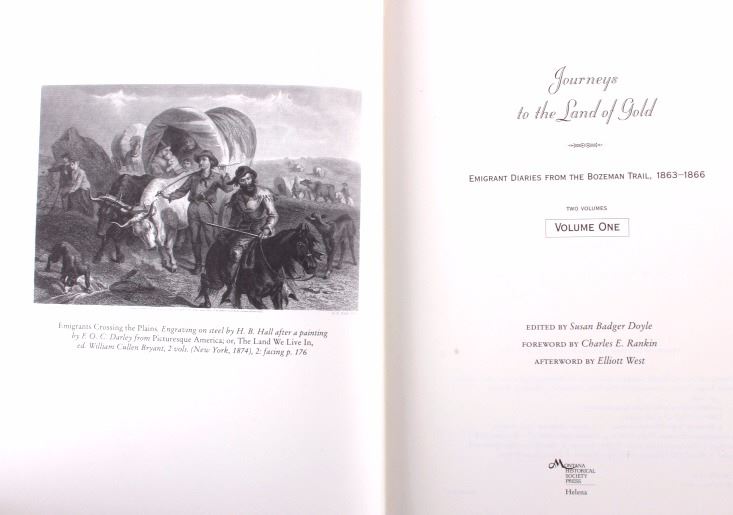 Emigrants Crossing the Plains, Engraving on steel by H. B. Hall after a painting
by F. O. C. Darley from Picturesque America; or, The Land We Live In,
ed. William Cullen Bryant, 2 vols. (New York, 1874), 2: facing p. 176
Journeys
to the Land of Gold
EMIGRANT DIARIES FROM THE BOZEMAN TRAIL, 1863–1866
TWO VOLUMES
VOLUME ONE
EDITED BY Susan Badger Doyle
FOREWORD BY Charles E. Rankin
AFTERWORD BY Elliott West
MONTANA
HISTORICAL
SOCIETY
PRESS
Helena